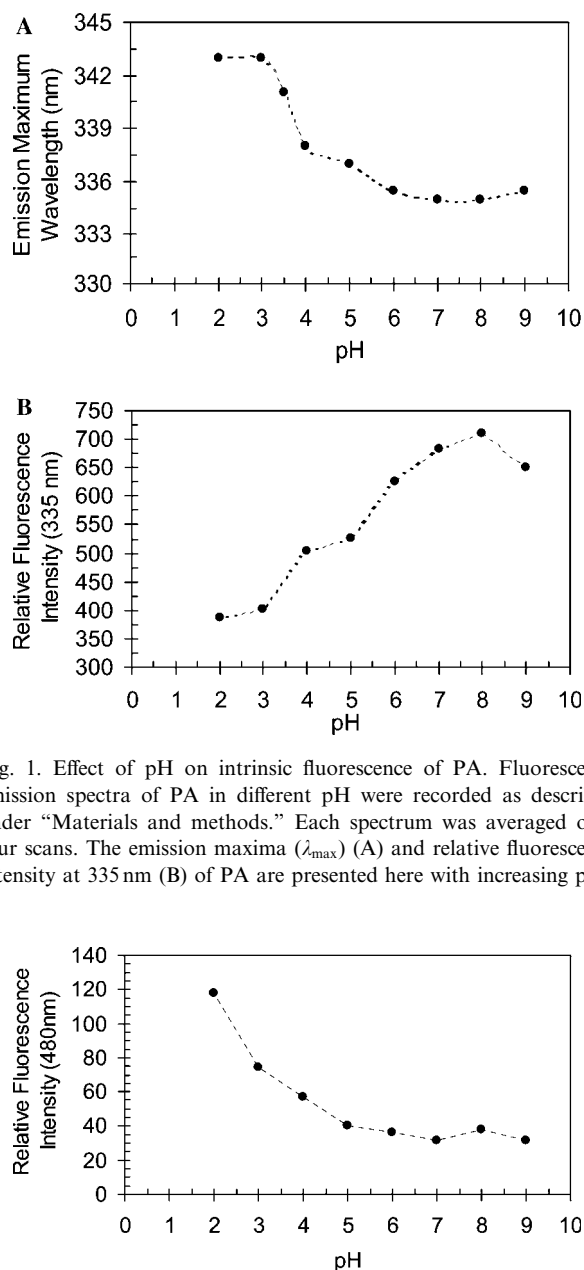 A
345
342
339
336
333
330
Emission Maximum
Wavelength (nm)
0 1 2 3 4 5 6 7 8 9 10
pH
B
750
700
650
600
550
500
450
400
350
300
Relative Fluorescence
Intensity (335 nm)
0 1 2 3 4 5 6 7 8 9 10
pH
g. 1. Effect of pH on intrinsic fluorescence of PA. Fluoresce
nission spectra of PA in different pH were recorded as descri
nder “Materials and methods.” Each spectrum was averaged o
ur scans. The emission maxima (λmax) (A) and relative fluoresce
tensity at 335 nm (B) of PA are presented here with increasing p
140
120
100
80
60
40
20
0
Relative Fluorescence
Intensity (480nm)
0 1 2 3 4 5 6 7 8 9 10
pH